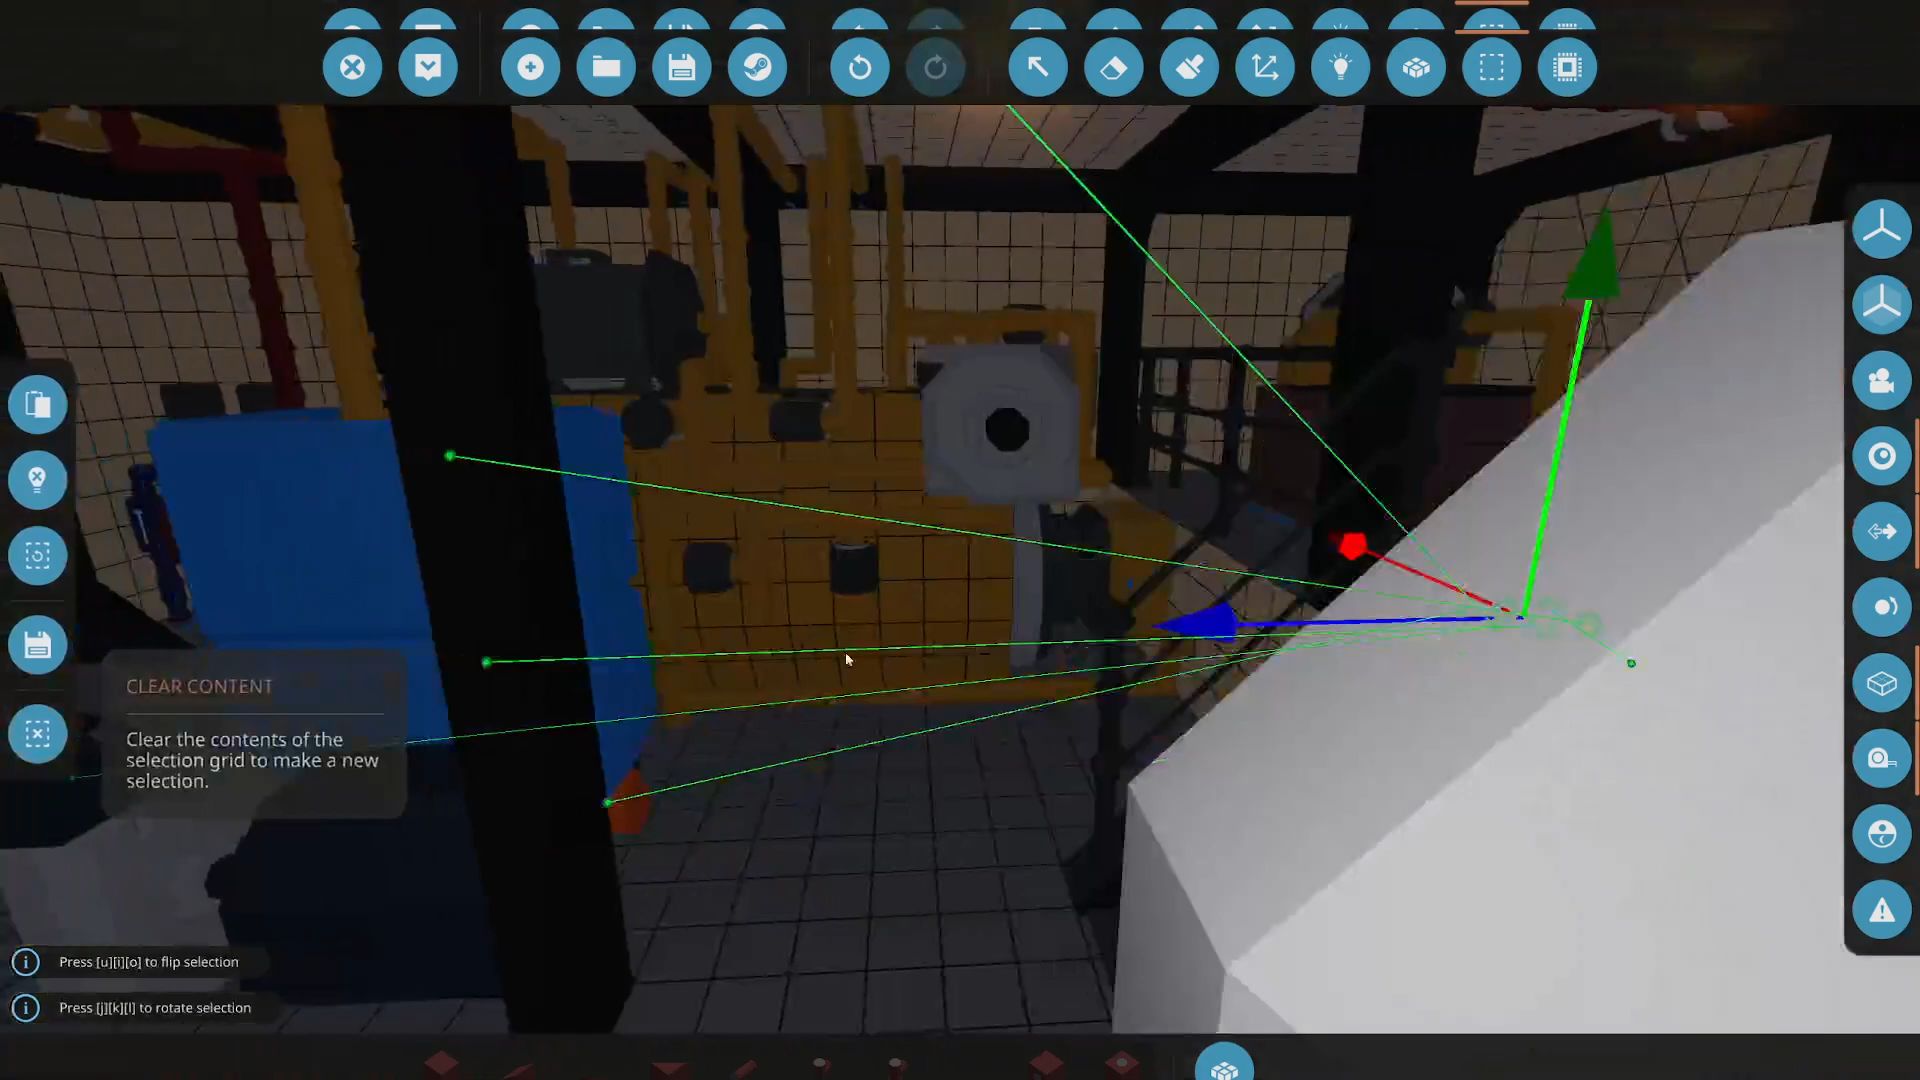 CLEAR CONTENT
Clear the contents of the
selection grid to make a new
selection.
Press [u][i][o] to flip selection
Press [j][k][l] to rotate selection